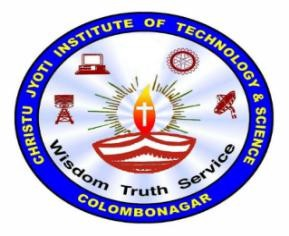 CHRISTU JYOTI INSTITUTE OF TECHNOLOGY & SCIENCE
Wisdom Truth Service
COLOMBONAGAR